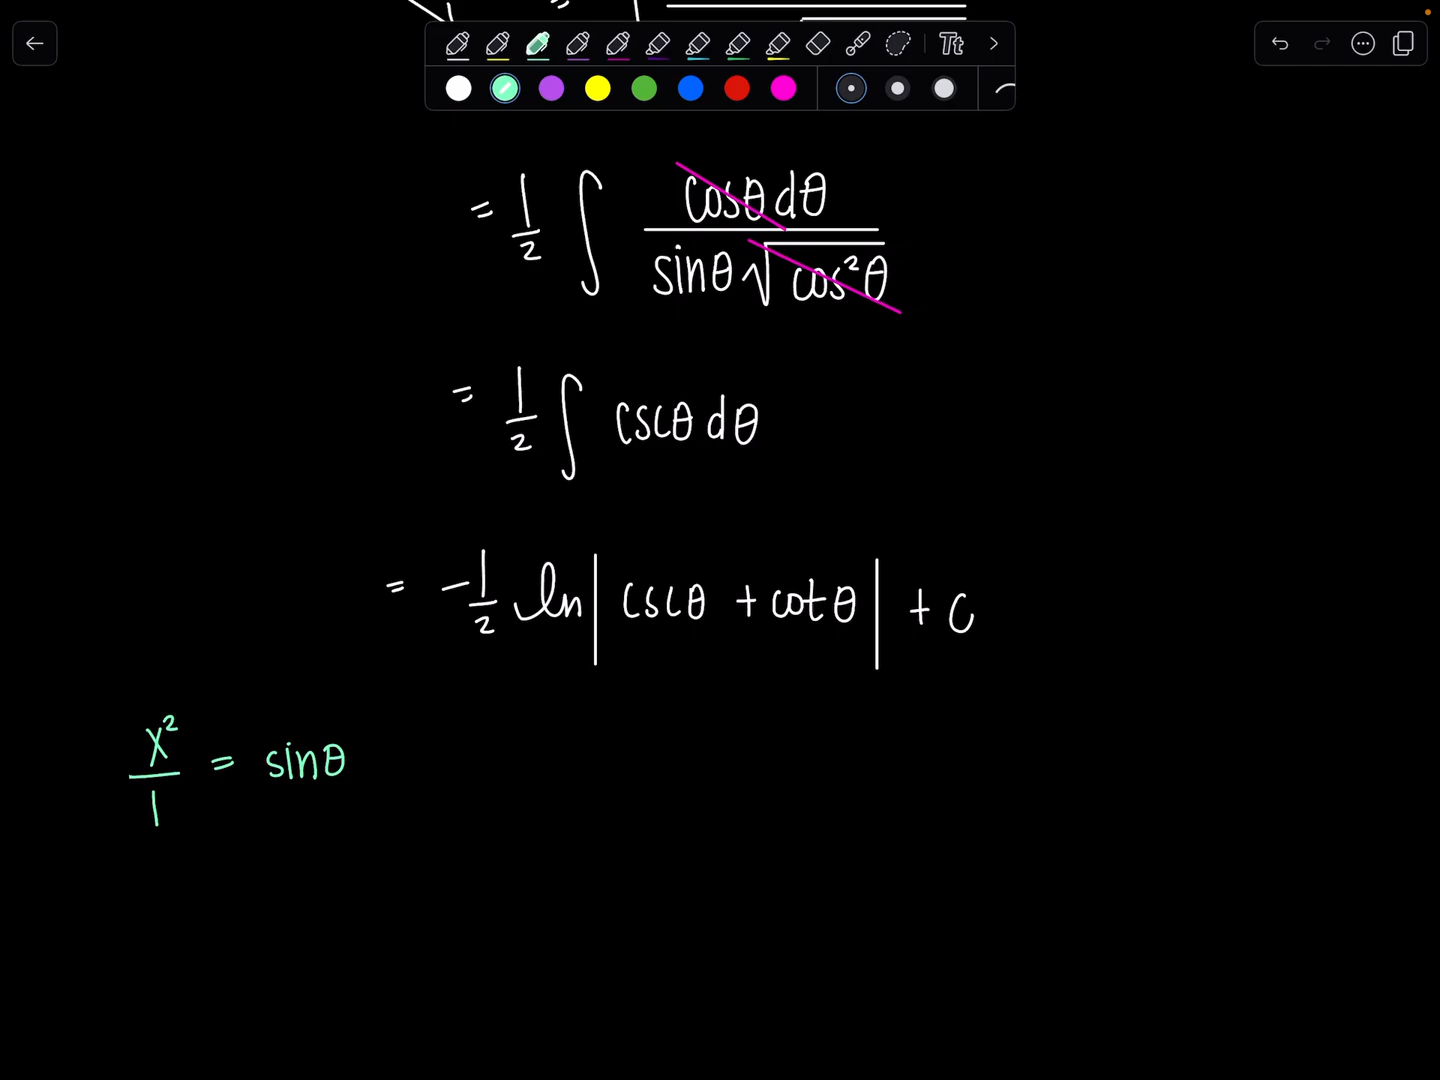 Tt
= 1/2 ∫ cosθ dθ / sinθ √cos²θ
= 1/2 ∫ cscθ dθ
= -1/2 ln | cscθ + cotθ | + C
x²/1 = sinθ